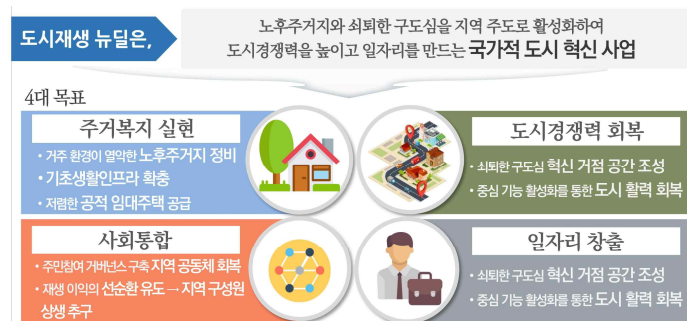 도시재생 뉴딜은,
노후주거지와 쇠퇴한 구도심을 지역 주도로 활성화하여
도시경쟁력을 높이고 일자리를 만드는 국가적 도시 혁신 사업
4대 목표
주거복지 실현
• 거주 환경이 열악한 노후주거지 정비
• 기초생활인프라 확충
• 저렴한 공적 임대주택 공급
도시경쟁력 회복
• 쇠퇴한 구도심 혁신 거점 공간 조성
• 중심 기능 활성화를 통한 도시 활력 회복
사회통합
• 주민참여 거버넌스 구축 지역 공동체 회복
• 재생 이익의 선순환 유도 → 지역 구성원
상생 추구
일자리 창출
• 쇠퇴한 구도심 혁신 거점 공간 조성
• 중심 기능 활성화를 통한 도시 활력 회복